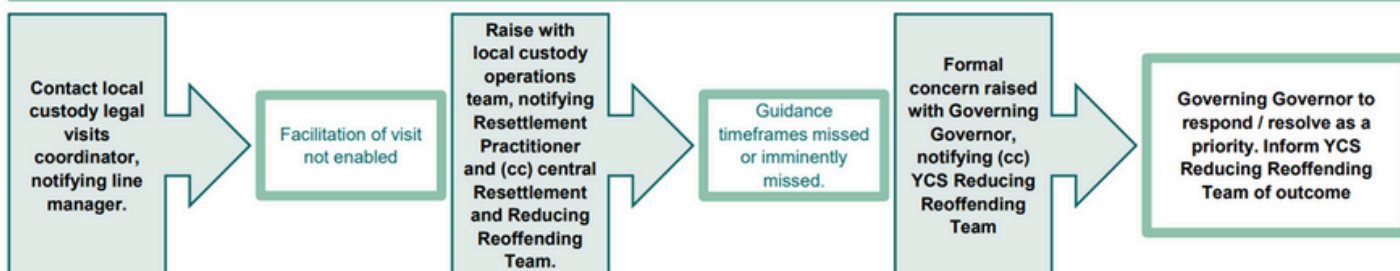 Contact local
custody legal
visits
coordinator,
notifying line
manager.
Facilitation of visit
not enabled
Raise with
local custody
operations
team, notifying
Resettlement
Practitioner
and (cc) central
Resettlement
and Reducing
Reoffending
Team.
Guidance
timeframes missed
or imminently
missed.
Formal
concern raised
with Governing
Governor,
notifying (cc)
YCS Reducing
Reoffending
Team
Governing Governor to
respond / resolve as a
priority. Inform YCS
Reducing Reoffending
Team of outcome